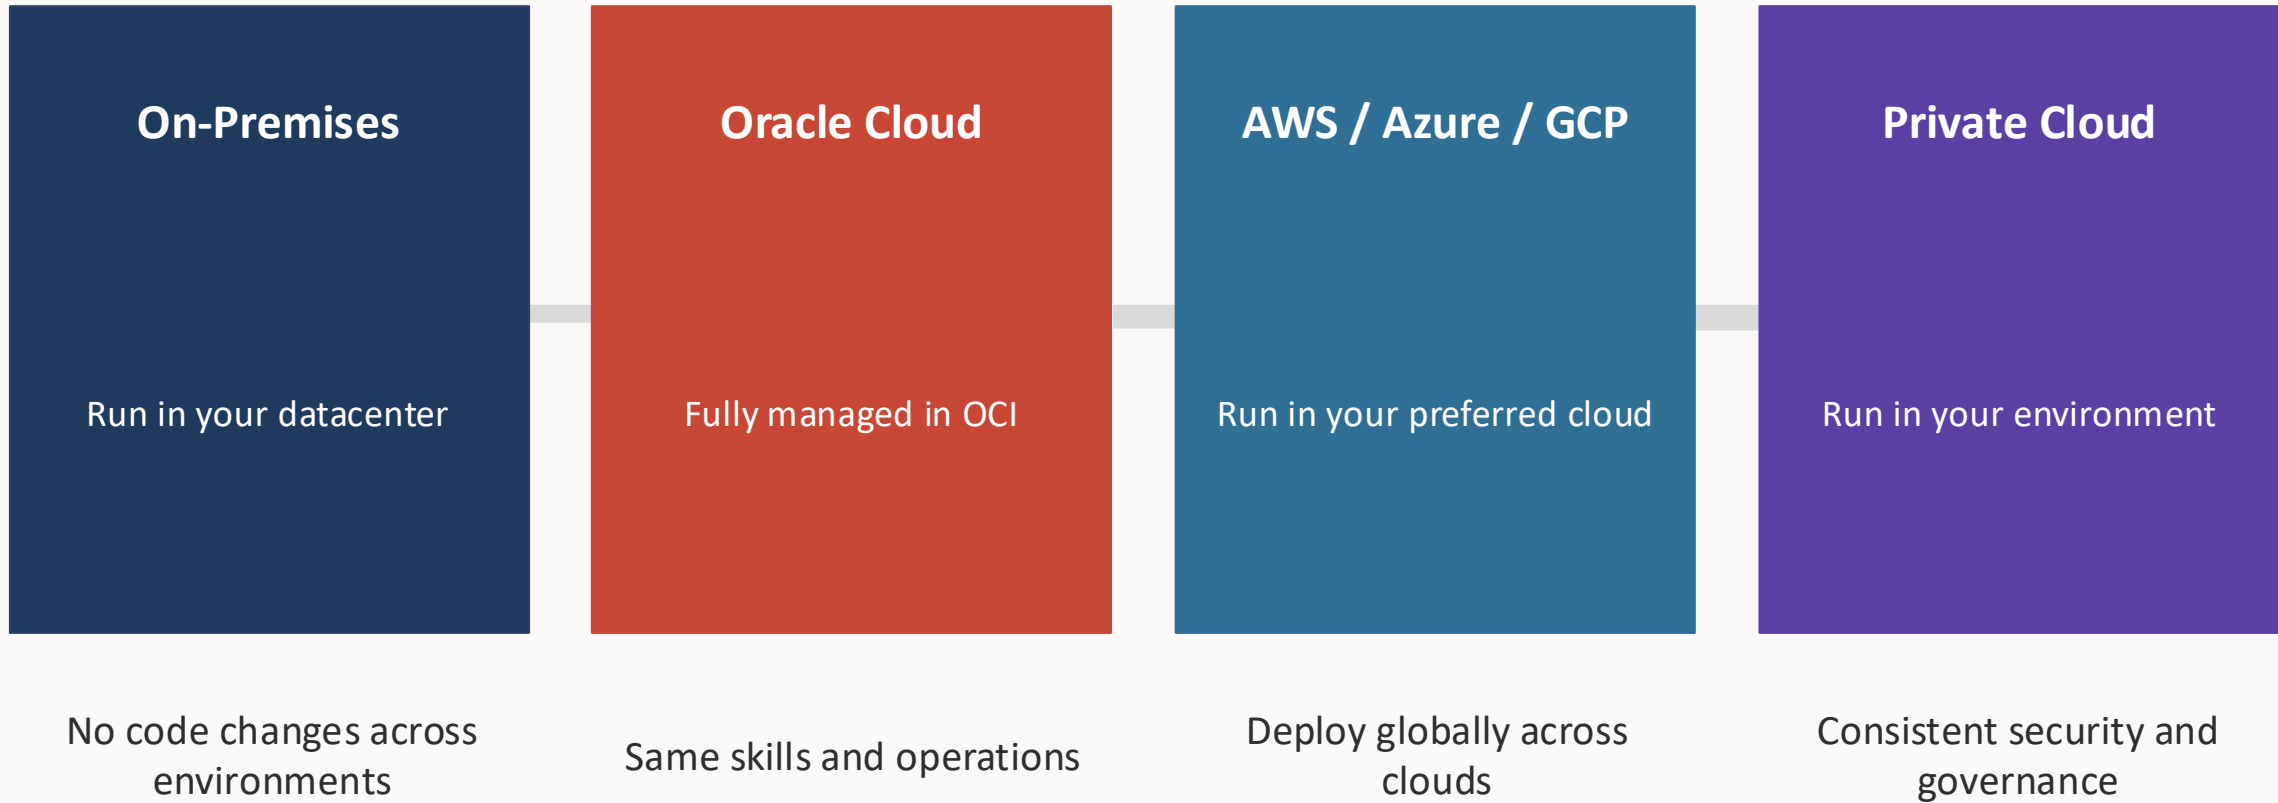 On-Premises
Oracle Cloud
AWS / Azure / GCP
Private Cloud
Run in your datacenter
Fully managed in OCI
Run in your preferred cloud
Run in your environment
No code changes across
environments
Same skills and operations
Deploy globally across
clouds
Consistent security and
governance